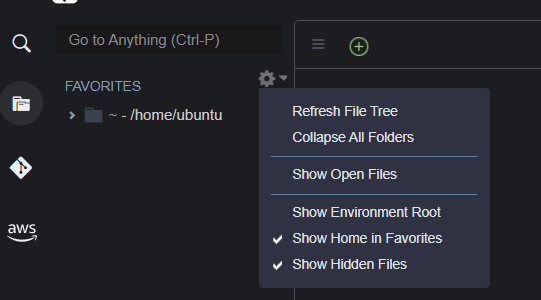 Go to Anything (Ctrl-P)
FAVORITES
~ - /home/ubuntu
Refresh File Tree
Collapse All Folders
Show Open Files
Show Environment Root
Show Home in Favorites
Show Hidden Files
aws